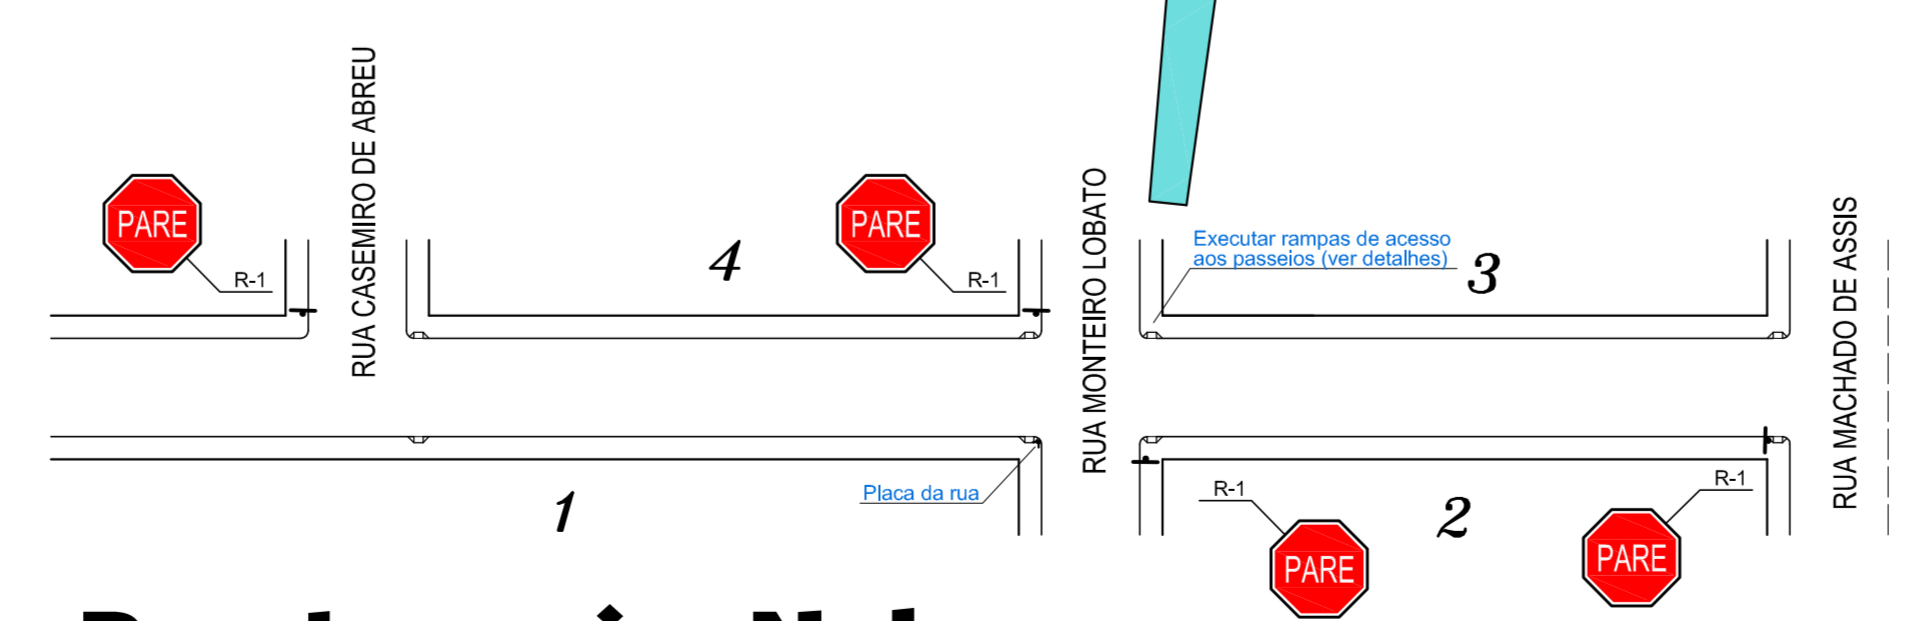 RUA CASEMIRO DE ABREU
PARE
R-1
4
PARE
R-1
RUA MONTEIRO LOBATO
Executar rampas de acesso
aos passeios (ver detalhes)
3
RUA MACHADO DE ASSIS
1
Placa da rua
R-1
PARE
2
R-1
PARE